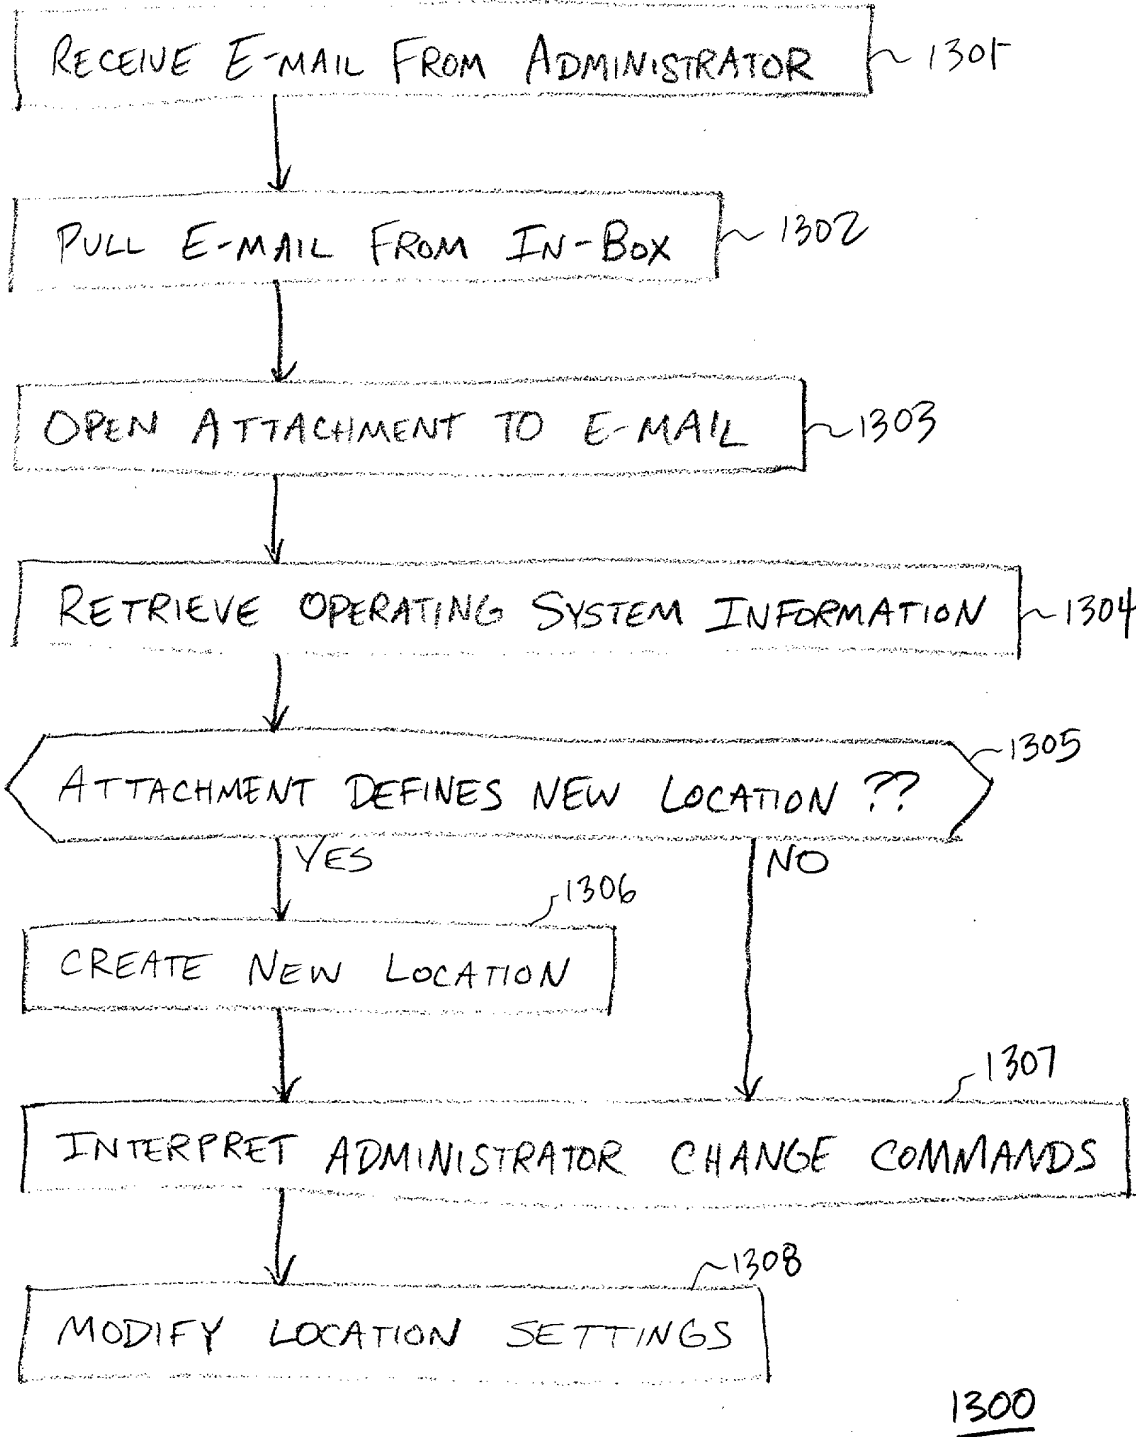 RECEIVE E-MAIL FROM ADMINISTRATOR 1301
PULL E-MAIL FROM IN-BOX 1302
OPEN ATTACHMENT TO E-MAIL 1303
RETRIEVE OPERATING SYSTEM INFORMATION 1304
1305
ATTACHMENT DEFINES NEW LOCATION ??
YES NO
1306
CREATE NEW LOCATION
1307
INTERPRET ADMINISTRATOR CHANGE COMMANDS
1308
MODIFY LOCATION SETTINGS
1300